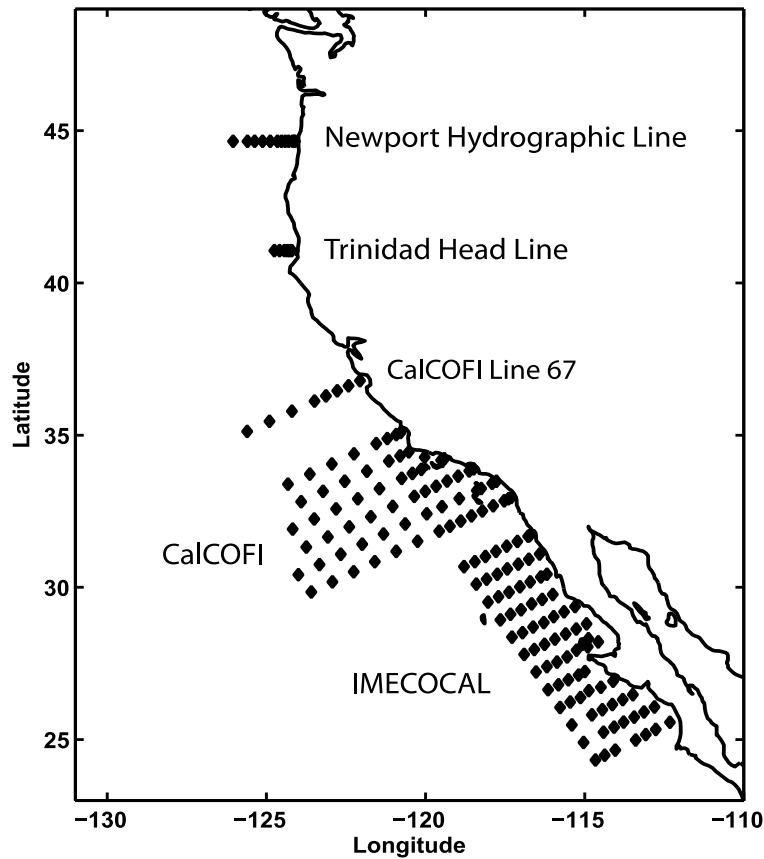 45
Newport Hydrographic Line
Trinidad Head Line
40
CalCOFI Line 67
Latitude
35
CalCOFI
30
IMECOCAL
25
−130
−125
−120
−115
−110
Longitude